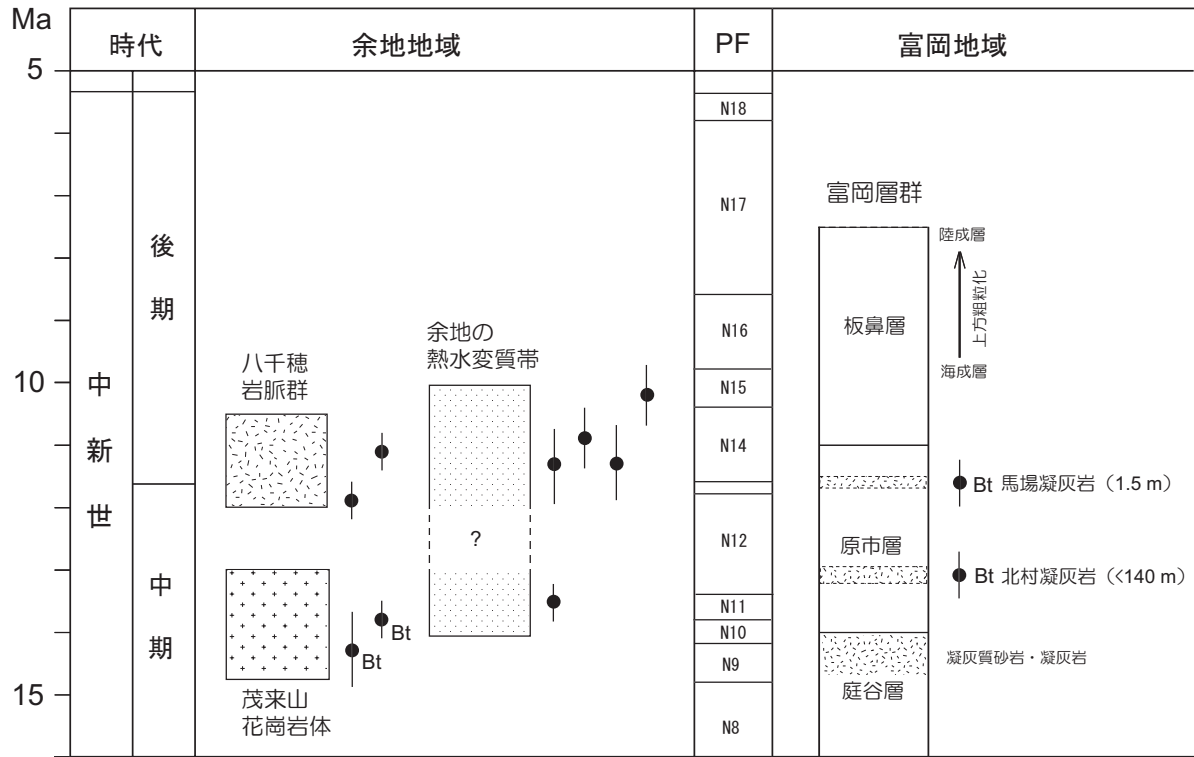 Ma
時代
余地地域
PF
富岡地域
5
10
15
中新世
後期
中期
八千穂
岩脈群
余地の
熱水変質帯
?
Bt
Bt
茂来山
花崗岩体
N18
N17
N16
N15
N14
N12
N11
N10
N9
N8
富岡層群
陸成層
上方粗粒化
海成層
板鼻層
Bt 馬場凝灰岩（1.5 m）
原市層
Bt 北村凝灰岩（<140 m）
凝灰質砂岩・凝灰岩
庭谷層